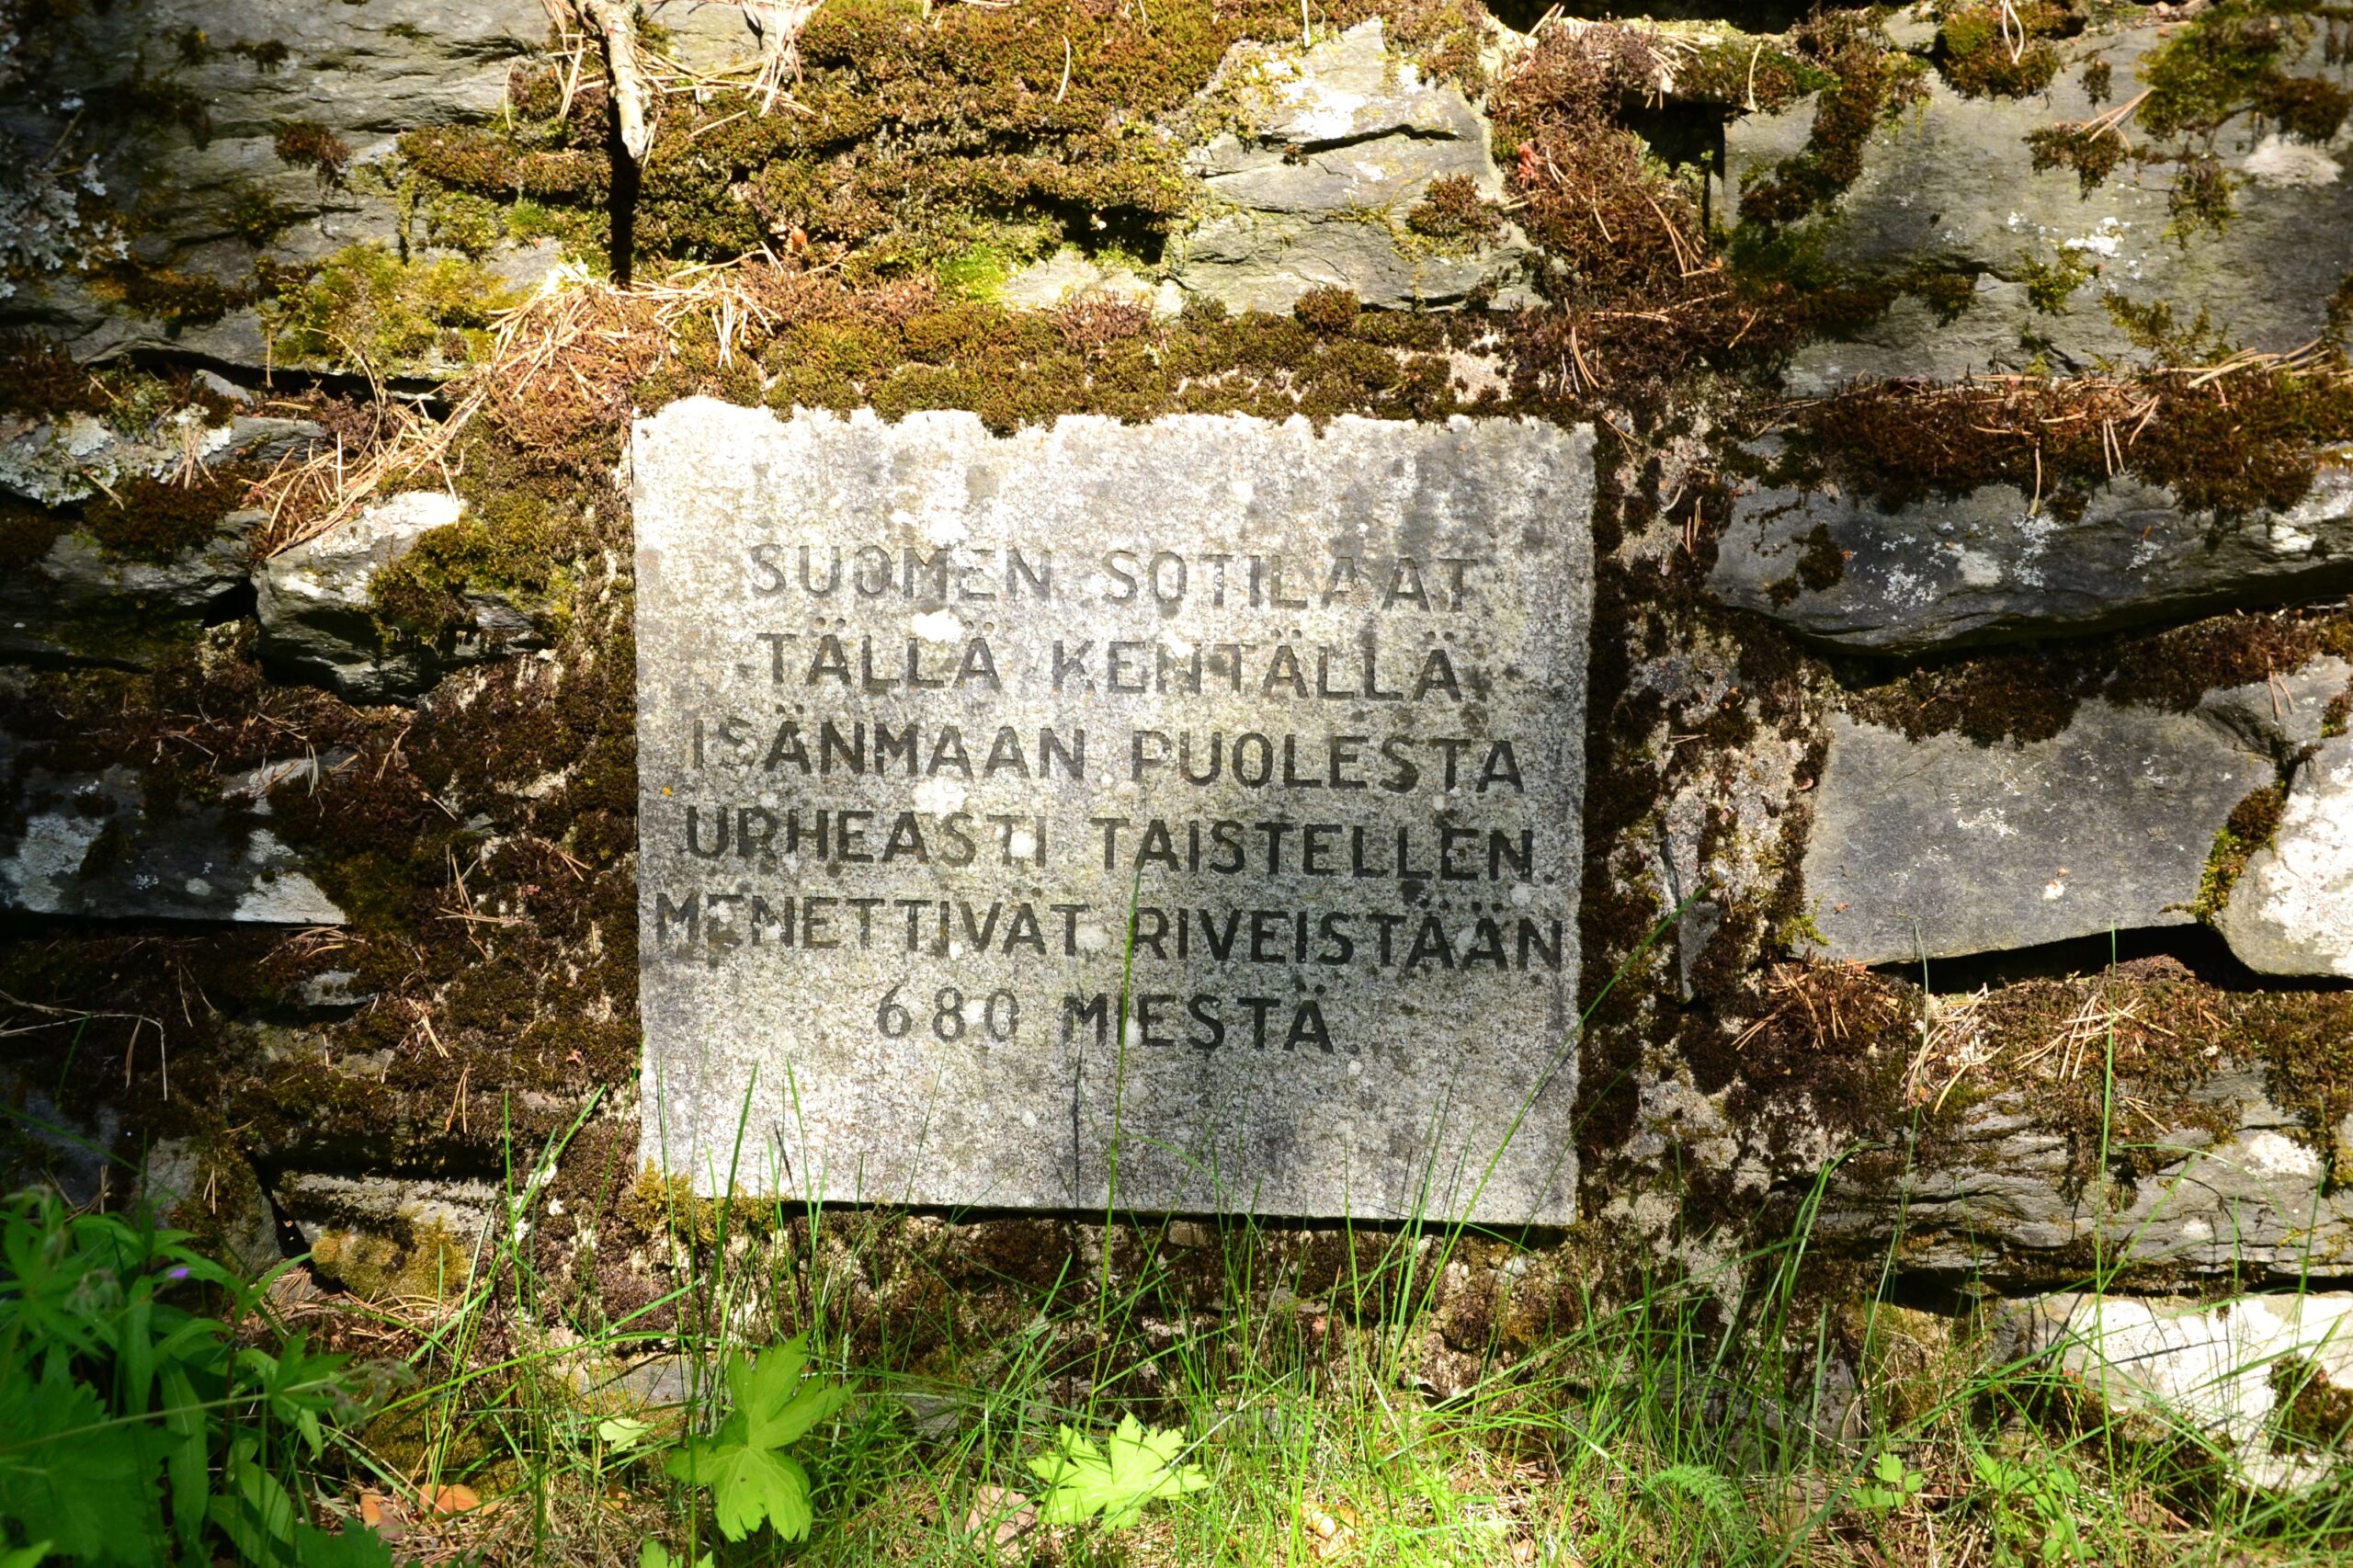 SUOMEN SOTILAAT
TÄLLÄ KENTÄLLÄ
ISÄNMAAN PUOLESTA
URHEASTI TAISTELLEN
MENETTIVÄT RIVEISTÄÄN
680 MIESTÄ.